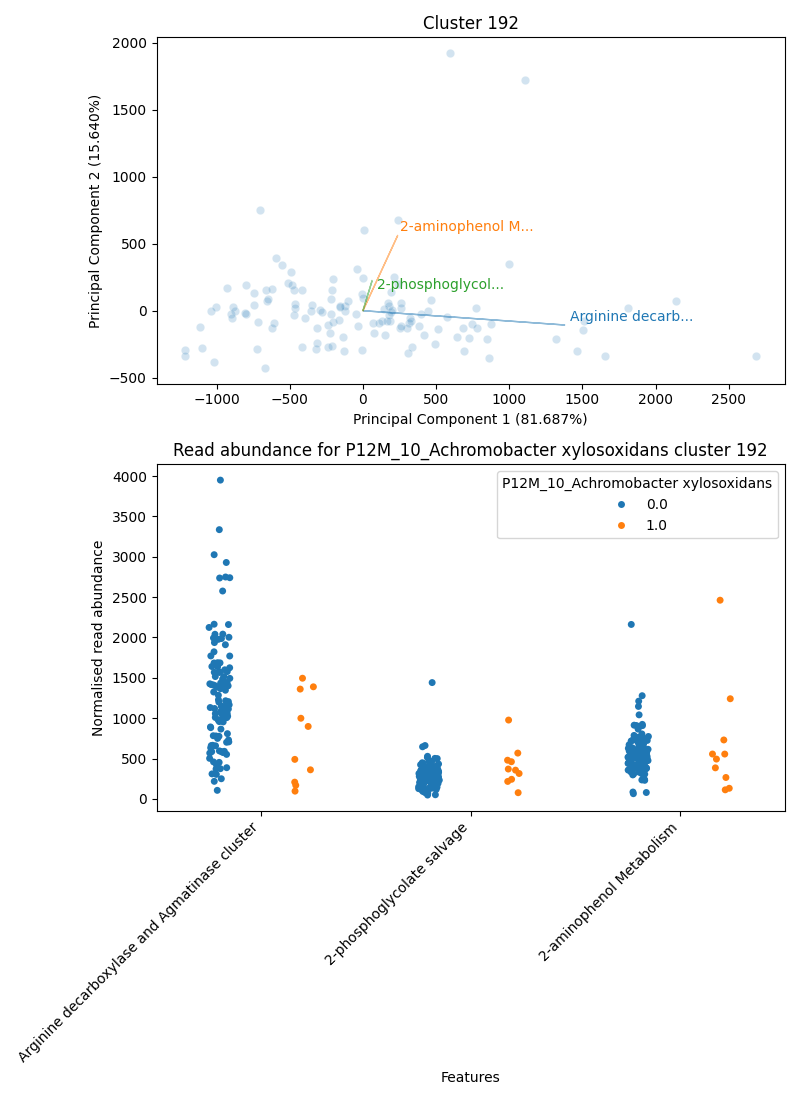 Cluster 192
2000
1500
1000
500
0
−500
Principal Component 2 (15.640%)
2-aminophenol M...
2-phosphoglycol...
Arginine decarb...
−1000
−500
0
500
1000
1500
2000
2500
Principal Component 1 (81.687%)
Read abundance for P12M_10_Achromobacter xylosoxidans cluster 192
4000
3500
3000
2500
2000
1500
1000
500
0
Normalised read abundance
P12M_10_Achromobacter xylosoxidans
0.0
1.0
Arginine decarboxylase and Agmatinase cluster
2-phosphoglycolate salvage
2-aminophenol Metabolism
Features